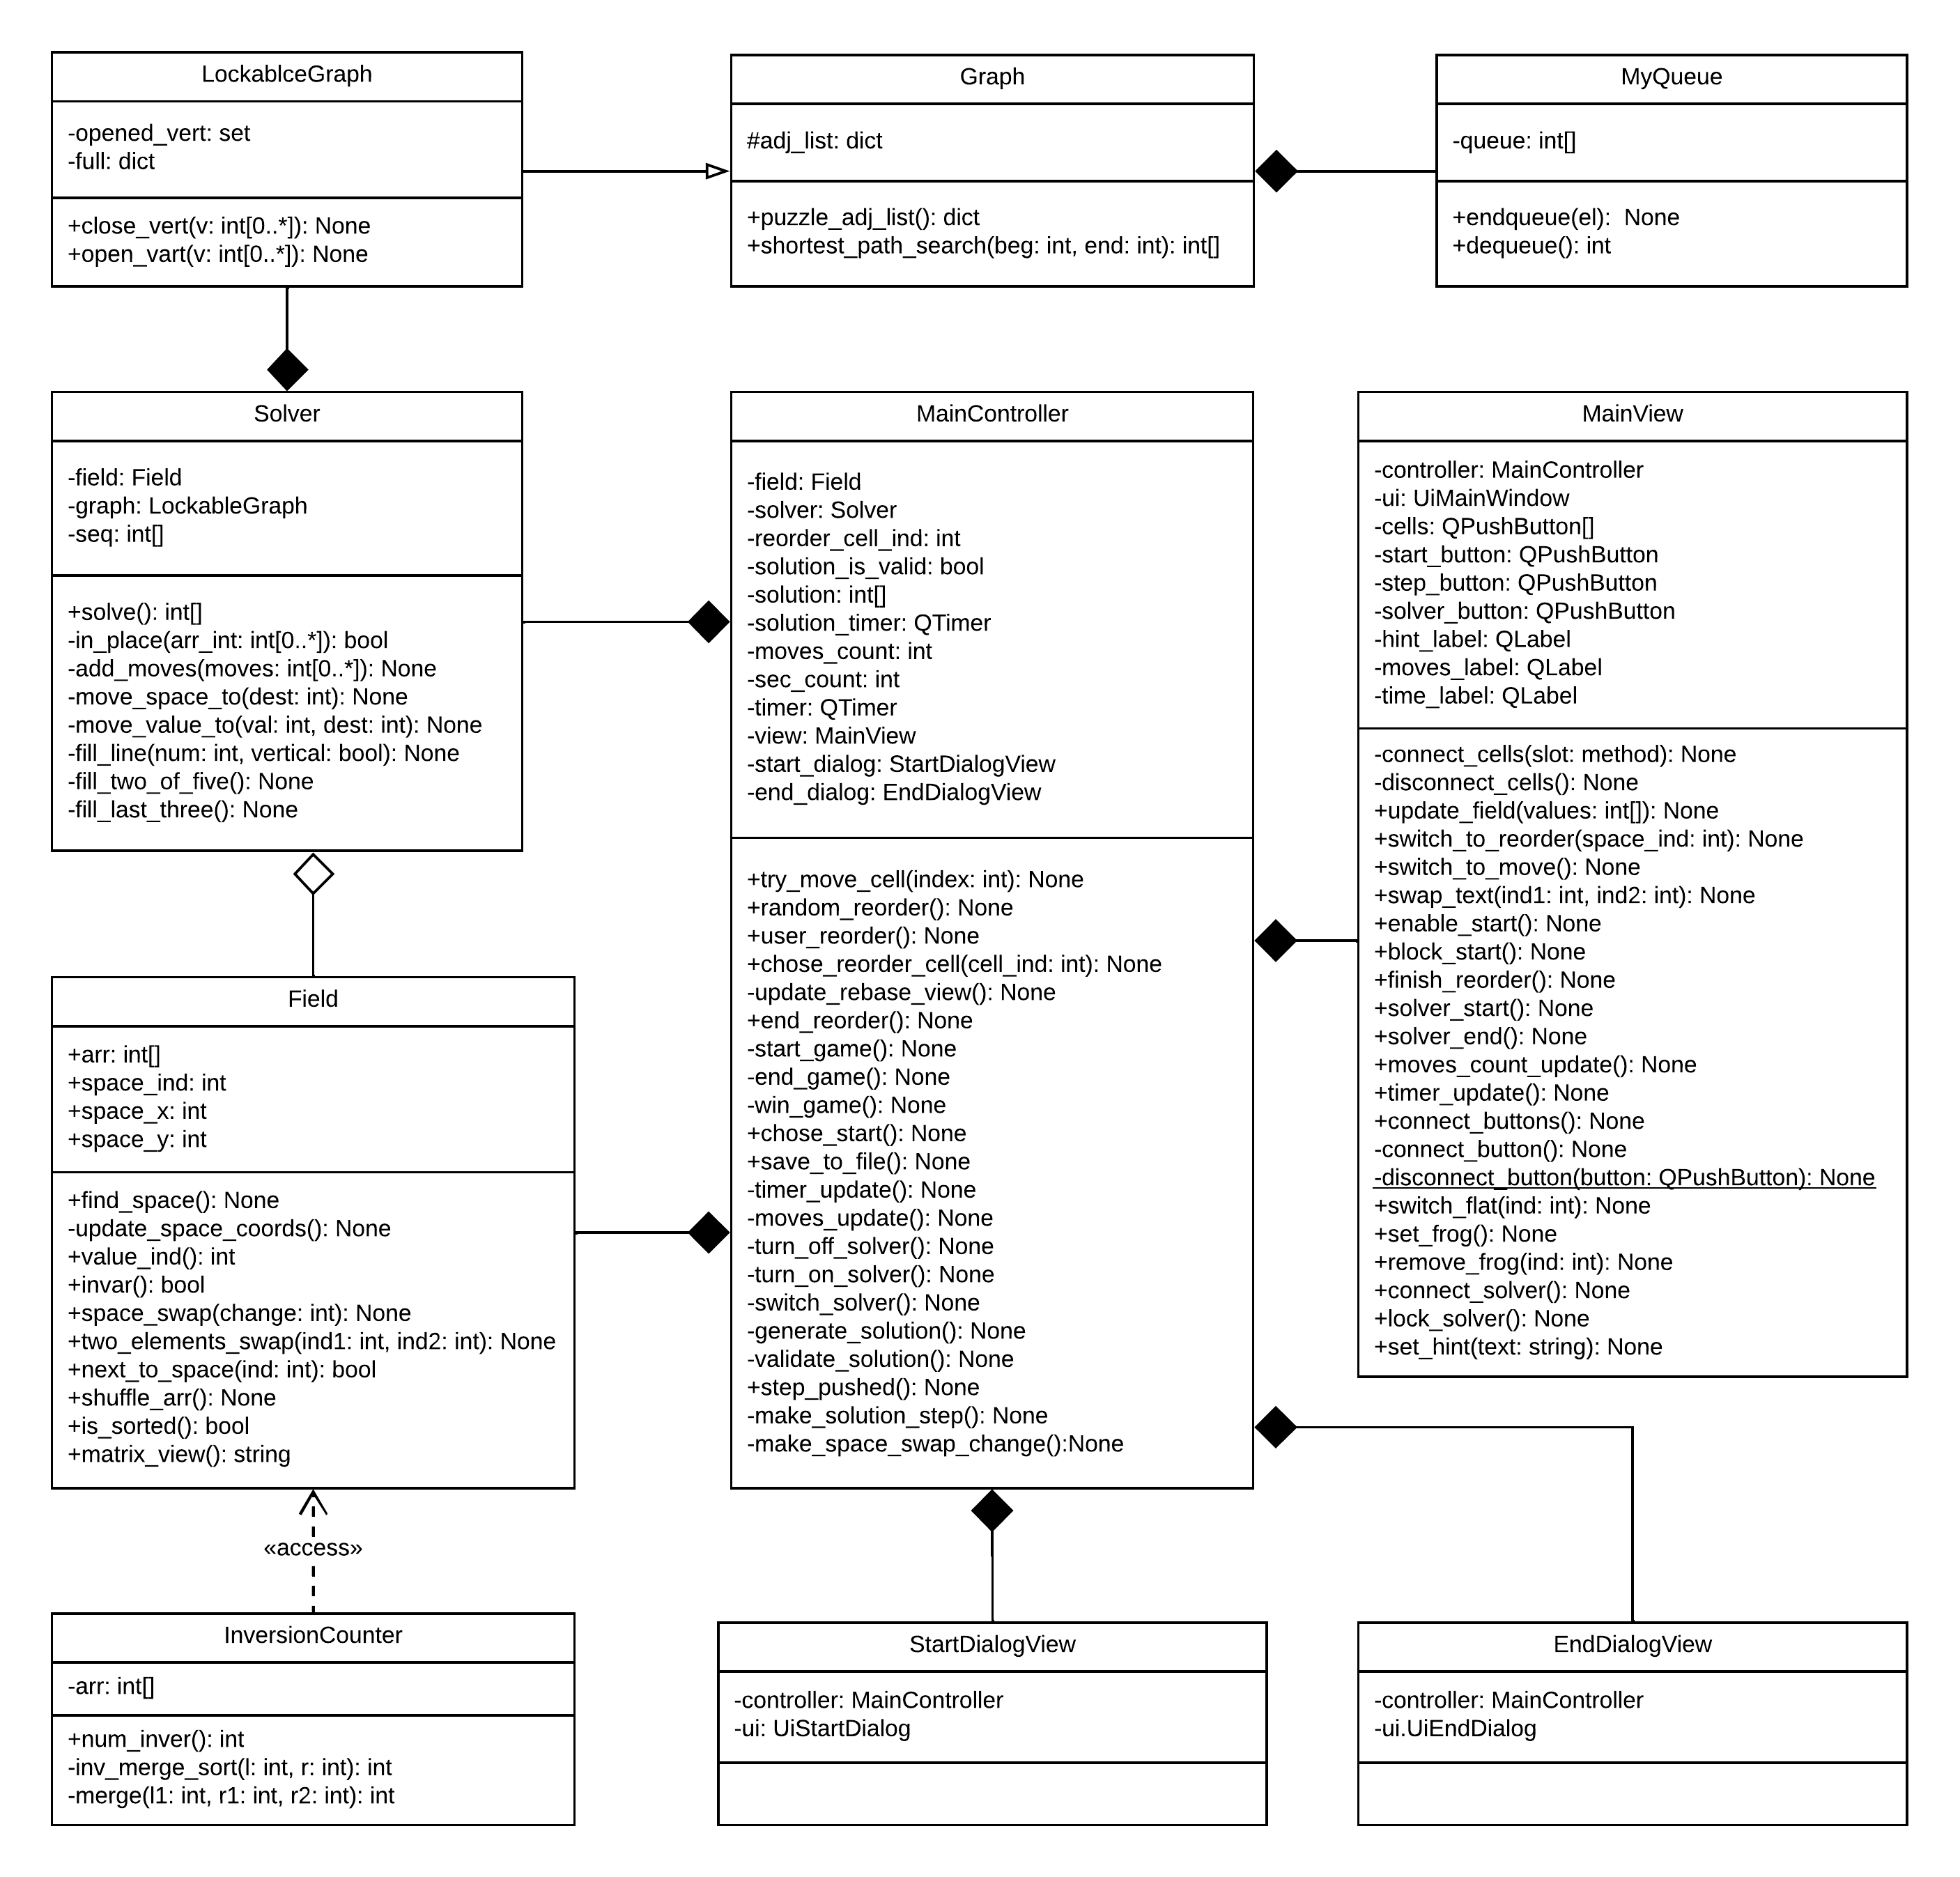 LockablceGraph
-opened_vert: set
-full: dict
+close_vert(v: int[0..*]): None
+open_vart(v: int[0..*]): None
Graph
#adj_list: dict
+puzzle_adj_list(): dict
+shortest_path_search(beg: int, end: int): int[]
MyQueue
-queue: int[]
+endqueue(el):  None
+dequeue(): int
Solver
-field: Field
-graph: LockableGraph
-seq: int[]
+solve(): int[]
-in_place(arr_int: int[0..*]): bool
-add_moves(moves: int[0..*]): None
-move_space_to(dest: int): None
-move_value_to(val: int, dest: int): None
-fill_line(num: int, vertical: bool): None
-fill_two_of_five(): None
-fill_last_three(): None
MainController
-field: Field
-solver: Solver
-reorder_cell_ind: int
-solution_is_valid: bool
-solution: int[]
-solution_timer: QTimer
-moves_count: int
-sec_count: int
-timer: QTimer
-view: MainView
-start_dialog: StartDialogView
-end_dialog: EndDialogView
+try_move_cell(index: int): None
+random_reorder(): None
+user_reorder(): None
+chose_reorder_cell(cell_ind: int): None
-update_rebase_view(): None
+end_reorder(): None
-start_game(): None
-end_game(): None
-win_game(): None
+chose_start(): None
+save_to_file(): None
-timer_update(): None
-moves_update(): None
-turn_off_solver(): None
-turn_on_solver(): None
-switch_solver(): None
-generate_solution(): None
-validate_solution(): None
+step_pushed(): None
-make_solution_step(): None
-make_space_swap_change():None
MainView
-controller: MainController
-ui: UiMainWindow
-cells: QPushButton[]
-start_button: QPushButton
-step_button: QPushButton
-solver_button: QPushButton
-hint_label: QLabel
-moves_label: QLabel
-time_label: QLabel
-connect_cells(slot: method): None
-disconnect_cells(): None
+update_field(values: int[]): None
+switch_to_reorder(space_ind: int): None
+switch_to_move(): None
+swap_text(ind1: int, ind2: int): None
+enable_start(): None
+block_start(): None
+finish_reorder(): None
+solver_start(): None
+solver_end(): None
+moves_count_update(): None
+timer_update(): None
+connect_buttons(): None
-connect_button(): None
-disconnect_button(button: QPushButton): None
+switch_flat(ind: int): None
+set_frog(): None
+remove_frog(ind: int): None
+connect_solver(): None
+lock_solver(): None
+set_hint(text: string): None
Field
+arr: int[]
+space_ind: int
+space_x: int
+space_y: int
+find_space(): None
-update_space_coords(): None
+value_ind(): int
+invar(): bool
+space_swap(change: int): None
+two_elements_swap(ind1: int, ind2: int): None
+next_to_space(ind: int): bool
+shuffle_arr(): None
+is_sorted(): bool
+matrix_view(): string
«access»
InversionCounter
-arr: int[]
+num_inver(): int
-inv_merge_sort(l: int, r: int): int
-merge(l1: int, r1: int, r2: int): int
StartDialogView
-controller: MainController
-ui: UiStartDialog
EndDialogView
-controller: MainController
-ui.UiEndDialog